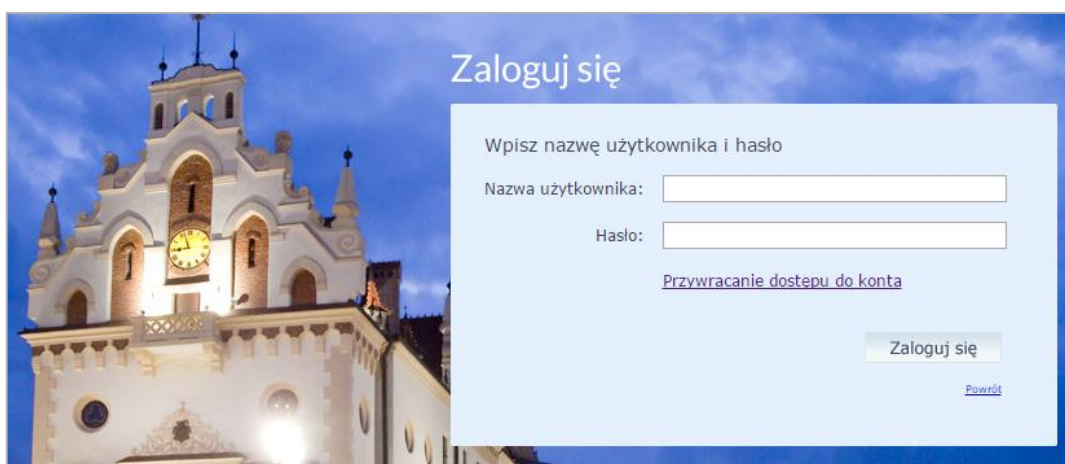 Zaloguj się
Wpisz nazwę użytkownika i hasło
Nazwa użytkownika:
Hasło:
Przywracanie dostępu do konta
Zaloguj się
Powrót